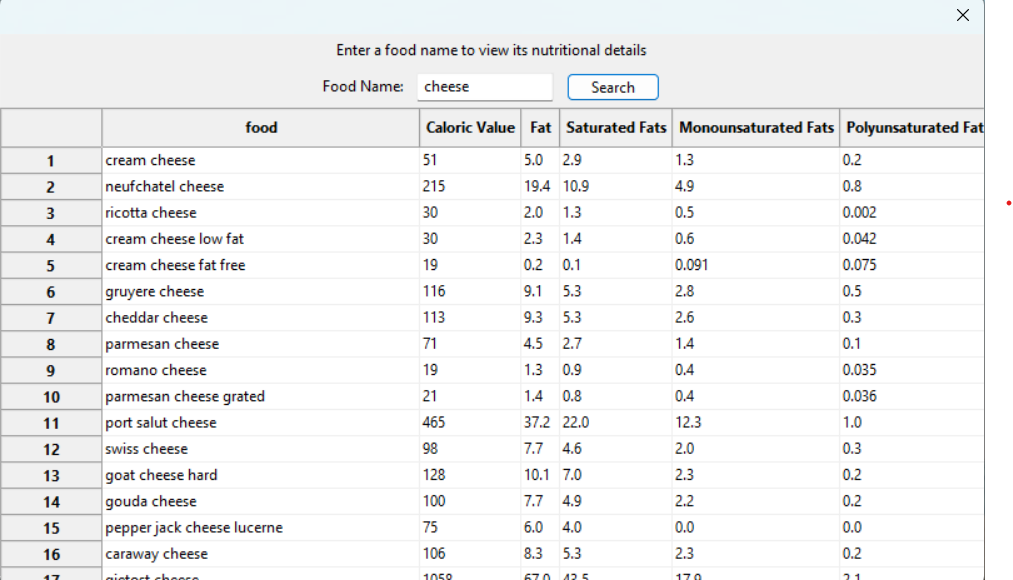 Enter a food name to view its nutritional details
Food Name: cheese Search
food Caloric Value Fat Saturated Fats Monounsaturated Fats Polyunsaturated Fat
1 cream cheese 51 5.0 2.9 1.3 0.2
2 neufchatel cheese 215 19.4 10.9 4.9 0.8
3 ricotta cheese 30 2.0 1.3 0.5 0.002
4 cream cheese low fat 30 2.3 1.4 0.6 0.042
5 cream cheese fat free 19 0.2 0.1 0.091 0.075
6 gruyere cheese 116 9.1 5.3 2.8 0.5
7 cheddar cheese 113 9.3 5.3 2.6 0.3
8 parmesan cheese 71 4.5 2.7 1.4 0.1
9 romano cheese 19 1.3 0.9 0.4 0.035
10 parmesan cheese grated 21 1.4 0.8 0.4 0.036
11 port salut cheese 465 37.2 22.0 12.3 1.0
12 swiss cheese 98 7.7 4.6 2.0 0.3
13 goat cheese hard 128 10.1 7.0 2.3 0.2
14 gouda cheese 100 7.7 4.9 2.2 0.2
15 pepper jack cheese lucerne 75 6.0 4.0 0.0 0.0
16 caraway cheese 106 8.3 5.3 2.3 0.2
17 gjetost cheese 1058 67.0 43.5 17.9 2.1